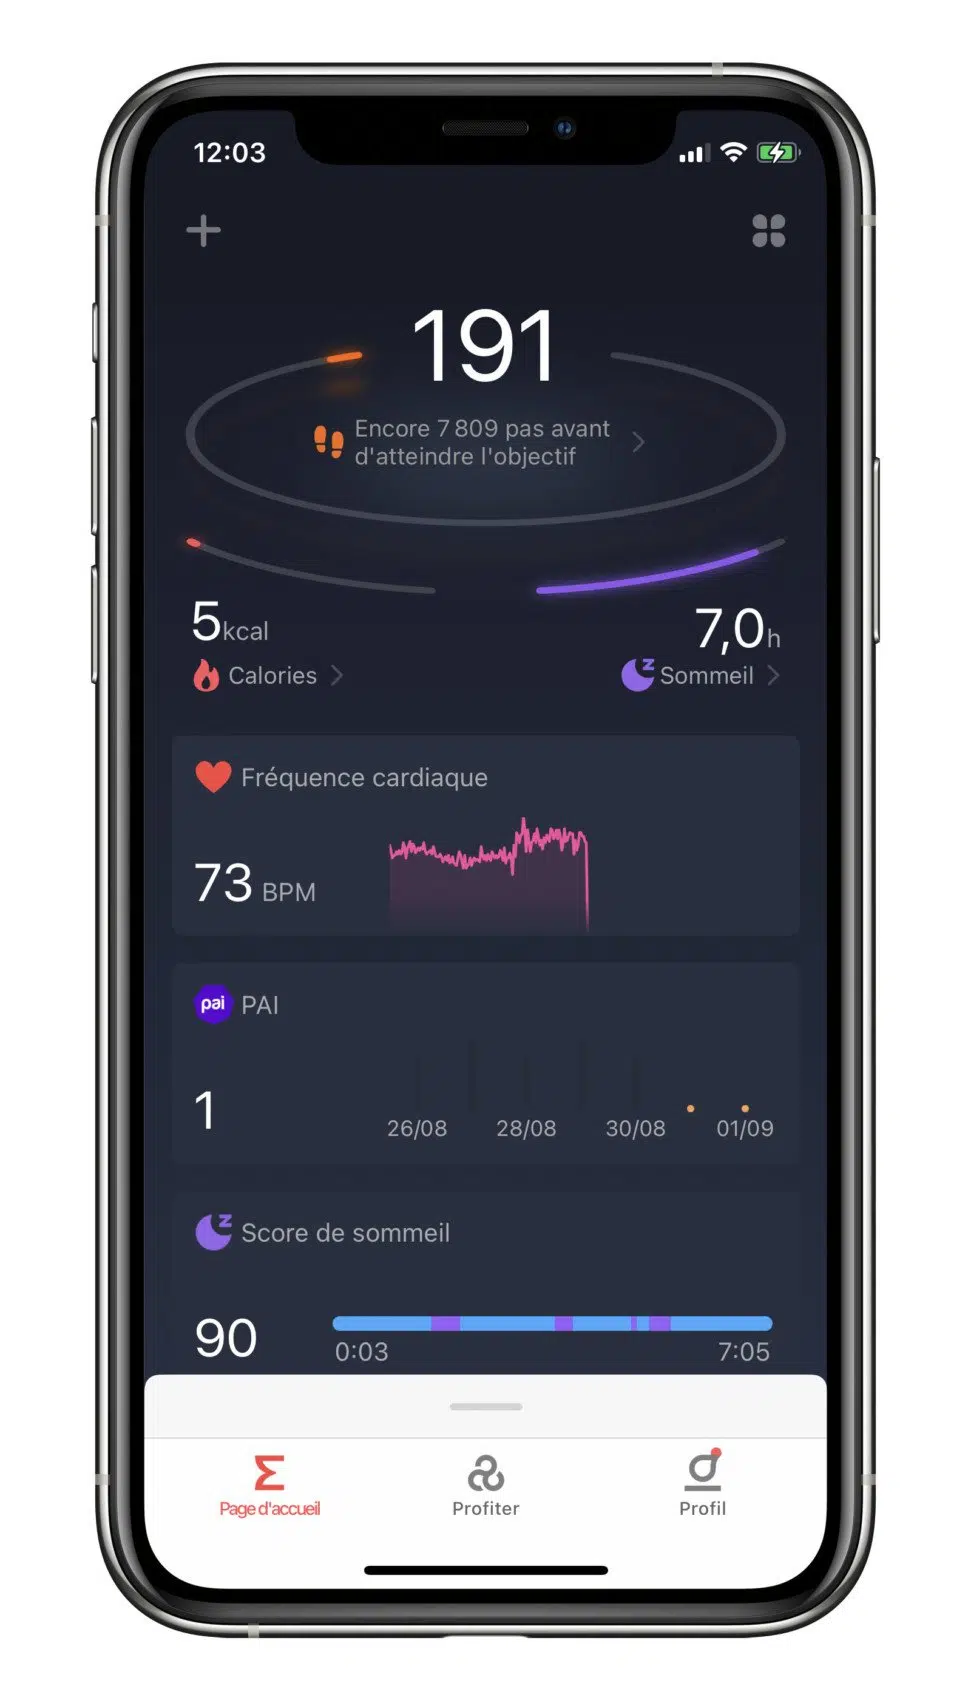 12:03
191
Encore 7 809 pas avant
d'atteindre l'objectif
5kcal
7,0h
Calories
Sommeil
Fréquence cardiaque
73 BPM
pai PAI
1
26/08 28/08 30/08 01/09
Score de sommeil
90
0:03 7:05
Page d'accueil Profiter Profil